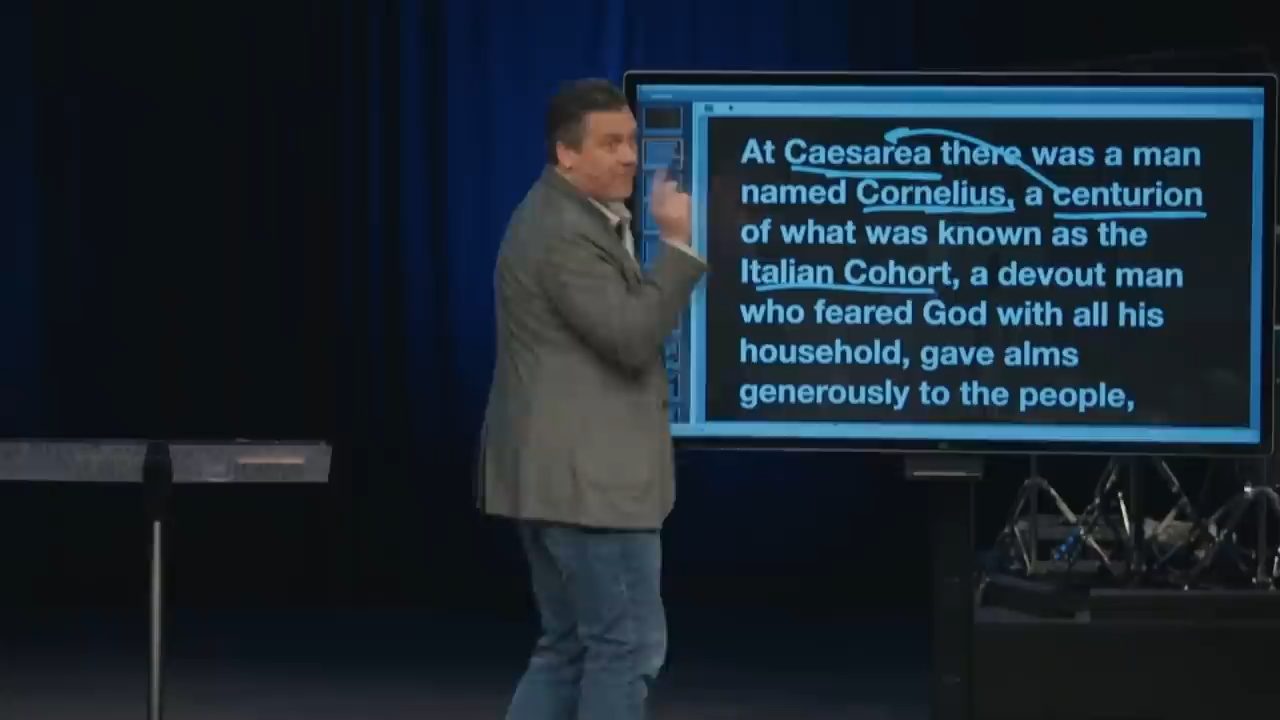 At Caesarea there was a man
named Cornelius, a centurion
of what was known as the
Italian Cohort, a devout man
who feared God with all his
household, gave alms
generously to the people,